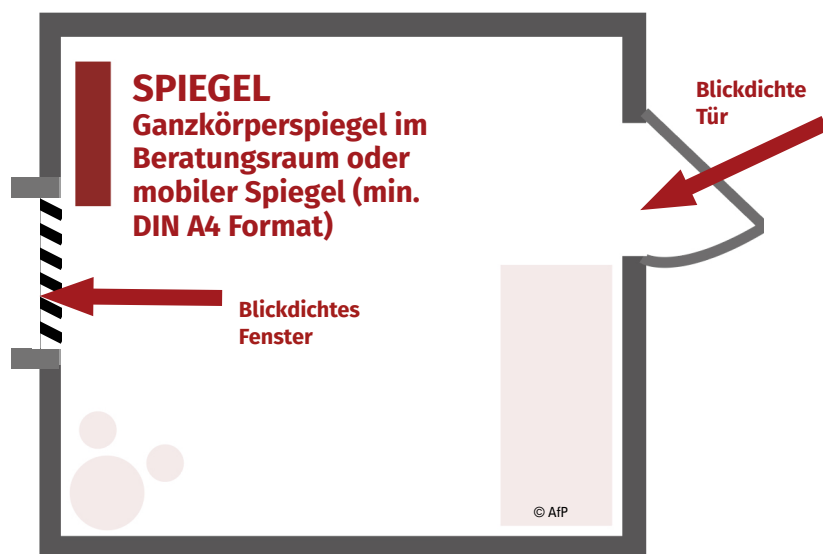 SPIEGEL
Ganzkörperspiegel im
Beratungsraum oder
mobiler Spiegel (min.
DIN A4 Format)
Blickdichte
Tür
Blickdichtes
Fenster
© AfP